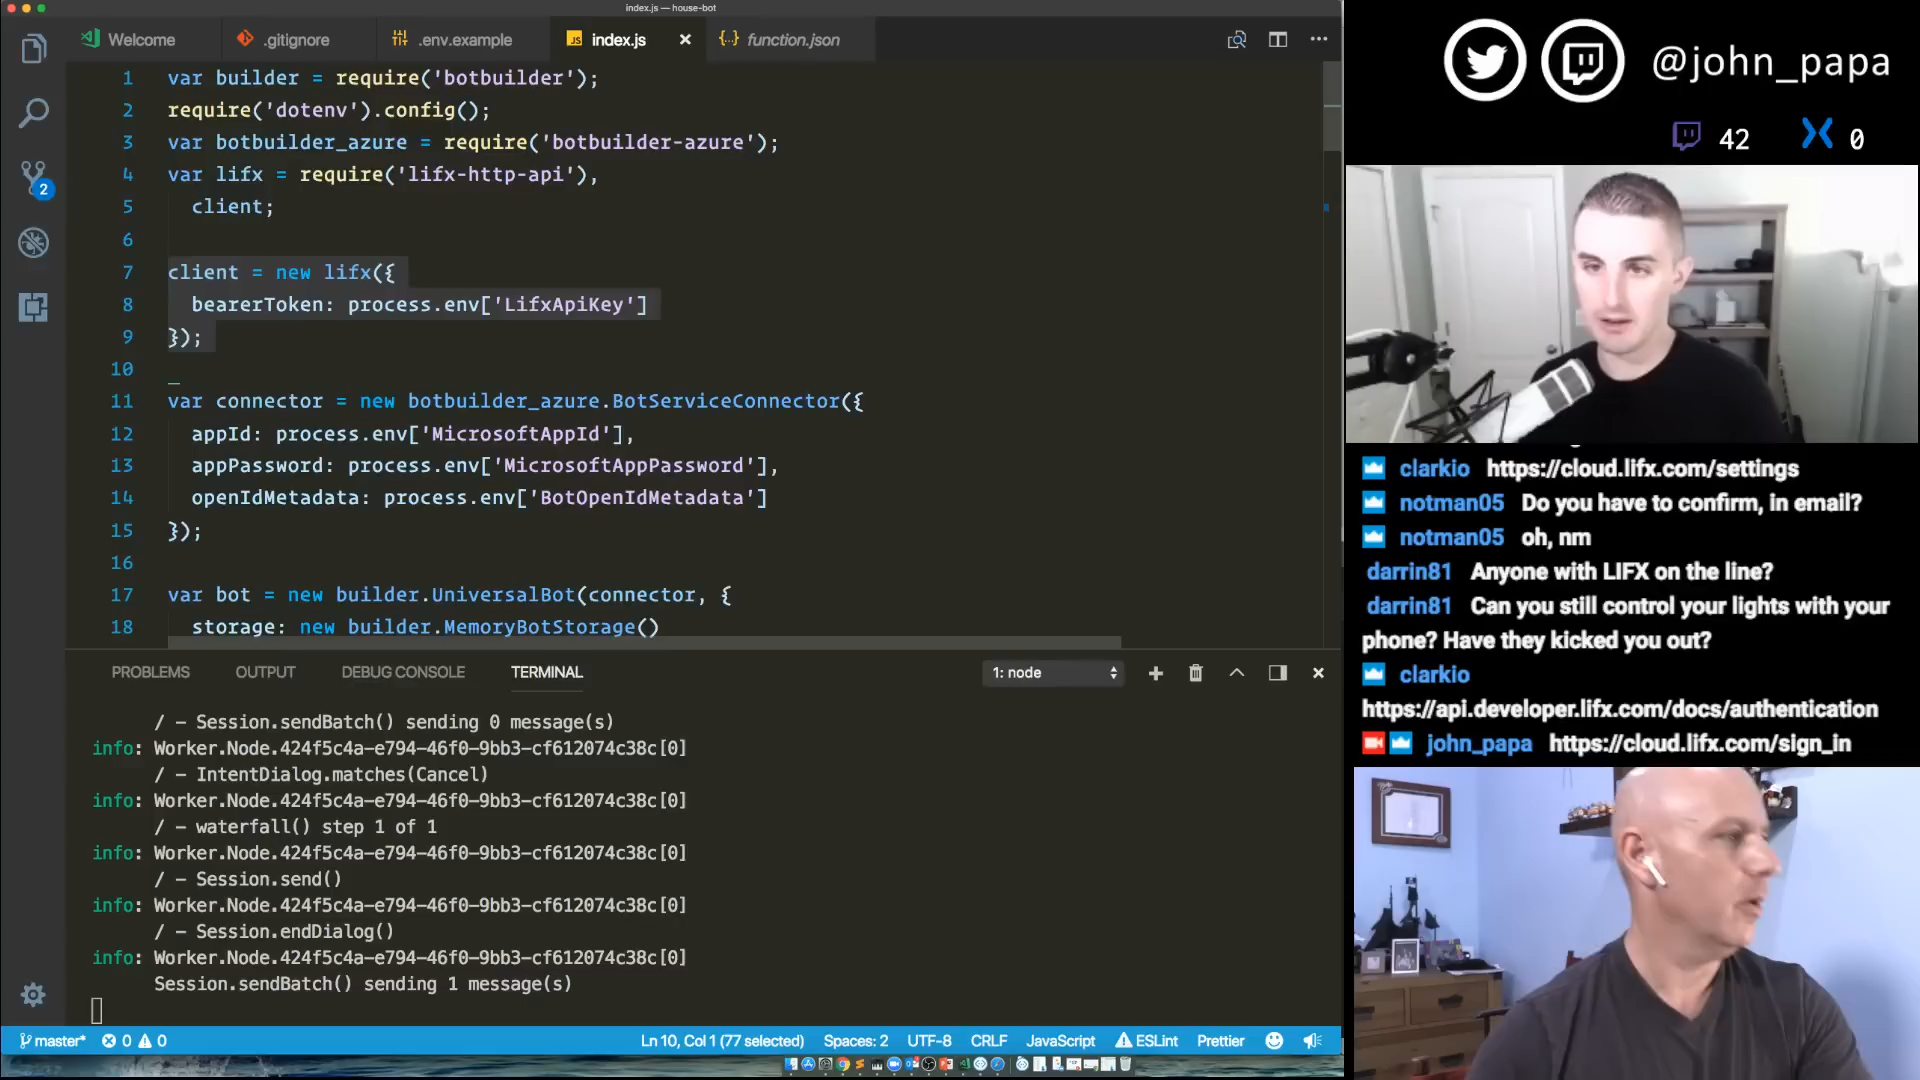 index.js — house-bot
Welcome
.gitignore
.env.example
index.js
function.json
1 var builder = require('botbuilder');
2 require('dotenv').config();
3 var botbuilder_azure = require('botbuilder-azure');
4 var lifx = require('lifx-http-api'),
5 client;
6
7 client = new lifx({
8 bearerToken: process.env['LifxApiKey']
9 });
10
11 var connector = new botbuilder_azure.BotServiceConnector({
12 appId: process.env['MicrosoftAppId'],
13 appPassword: process.env['MicrosoftAppPassword'],
14 openIdMetadata: process.env['BotOpenIdMetadata']
15 });
16
17 var bot = new builder.UniversalBot(connector, {
18 storage: new builder.MemoryBotStorage()
2
PROBLEMS OUTPUT DEBUG CONSOLE TERMINAL
1: node
/ - Session.sendBatch() sending 0 message(s)
info: Worker.Node.424f5c4a-e794-46f0-9bb3-cf612074c38c[0]
/ - IntentDialog.matches(Cancel)
info: Worker.Node.424f5c4a-e794-46f0-9bb3-cf612074c38c[0]
/ - waterfall() step 1 of 1
info: Worker.Node.424f5c4a-e794-46f0-9bb3-cf612074c38c[0]
/ - Session.send()
info: Worker.Node.424f5c4a-e794-46f0-9bb3-cf612074c38c[0]
/ - Session.endDialog()
info: Worker.Node.424f5c4a-e794-46f0-9bb3-cf612074c38c[0]
Session.sendBatch() sending 1 message(s)
master* 0 0 Ln 10, Col 1 (77 selected) Spaces: 2 UTF-8 CRLF JavaScript ESLint Prettier
@john_papa
42 0
clarkio https://cloud.lifx.com/settings
notman05 Do you have to confirm, in email?
notman05 oh, nm
darrin81 Anyone with LIFX on the line?
darrin81 Can you still control your lights with your
phone? Have they kicked you out?
clarkio
https://api.developer.lifx.com/docs/authentication
john_papa https://cloud.lifx.com/sign_in